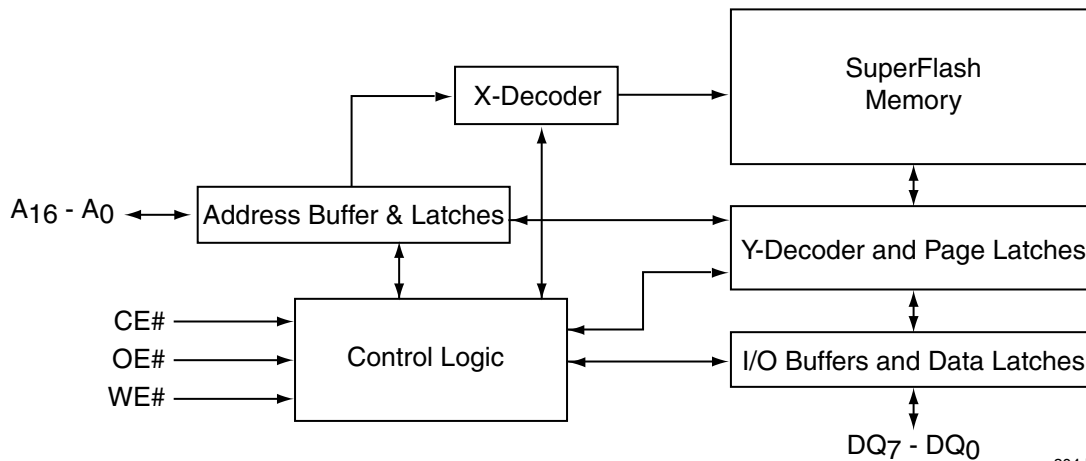 SuperFlash
Memory
X-Decoder
A16 - A0
Address Buffer & Latches
Y-Decoder and Page Latches
CE#
OE#
WE#
Control Logic
I/O Buffers and Data Latches
DQ7 - DQ0